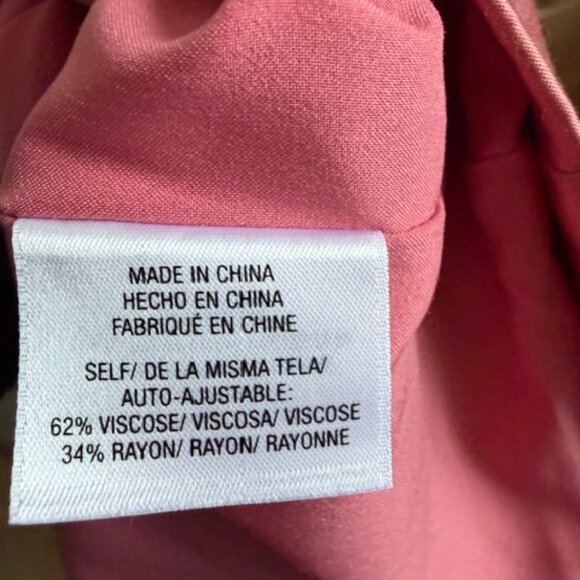 MADE IN CHINA
HECHO EN CHINA
FABRIQUÉ EN CHINE
SELF/ DE LA MISMA TELA/
AUTO-AJUSTABLE:
62% VISCOSE/ VISCOSA/ VISCOSE
34% RAYON/ RAYON/ RAYONNE